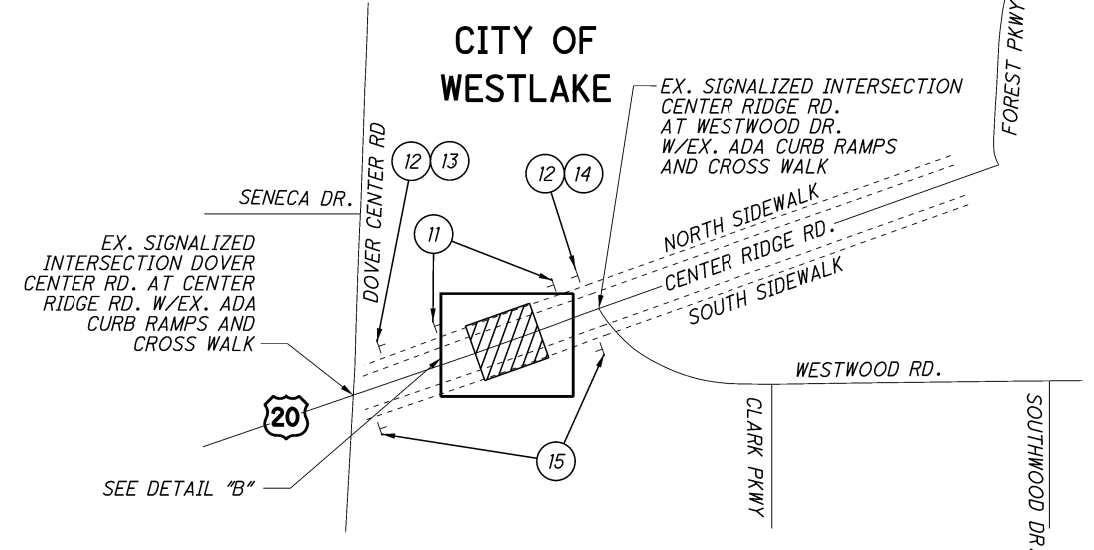 CITY OF
WESTLAKE
FOREST PKWY
EX. SIGNALIZED INTERSECTION
CENTER RIDGE RD.
AT WESTWOOD DR.
W/EX. ADA CURB RAMPS
AND CROSS WALK
DOVER CENTER RD
12
13
12
14
SENECA DR.
11
NORTH SIDEWALK
CENTER RIDGE RD.
SOUTH SIDEWALK
EX. SIGNALIZED
INTERSECTION DOVER
CENTER RD. AT CENTER
RIDGE RD. W/EX. ADA
CURB RAMPS AND
CROSS WALK
WESTWOOD RD.
20
CLARK PKWY
SOUTHWOOD DR.
15
SEE DETAIL "B"